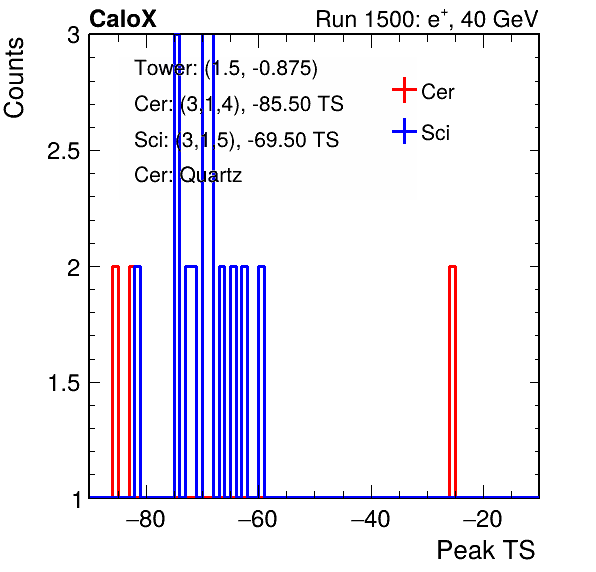 CaloX Run 1500: e+, 40 GeV
Counts
3
2.5
2
1.5
1
Tower: (1.5, -0.875)
Cer: (3,1,4), -85.50 TS
Sci: (3,1,5), -69.50 TS
Cer: Quartz
Cer
Sci
−80 −60 −40 −20
Peak TS